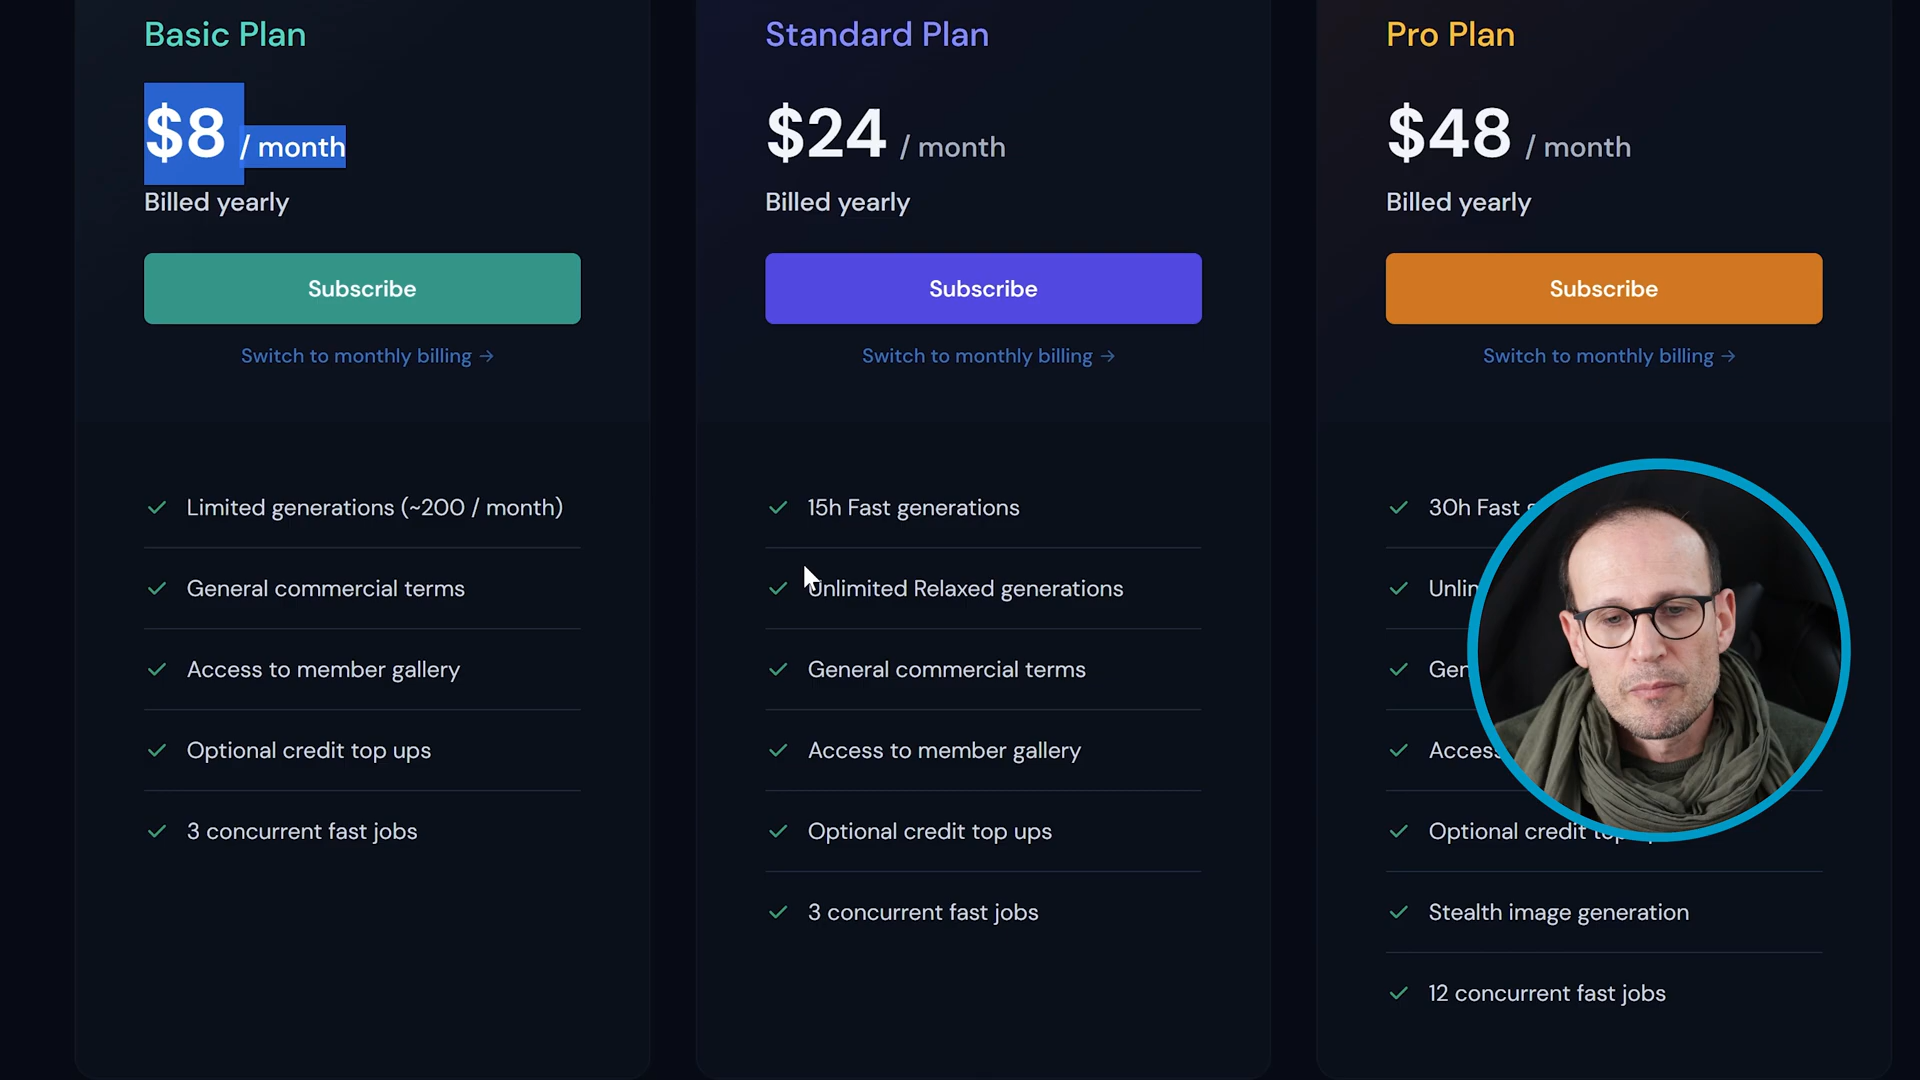 Basic Plan
$8 / month
Billed yearly
Subscribe
Switch to monthly billing →
Limited generations (~200 / month)
General commercial terms
Access to member gallery
Optional credit top ups
3 concurrent fast jobs
Standard Plan
$24 / month
Billed yearly
Subscribe
Switch to monthly billing →
15h Fast generations
Unlimited Relaxed generations
General commercial terms
Access to member gallery
Optional credit top ups
3 concurrent fast jobs
Pro Plan
$48 / month
Billed yearly
Subscribe
Switch to monthly billing →
30h Fast
Optional credit
Stealth image generation
12 concurrent fast jobs